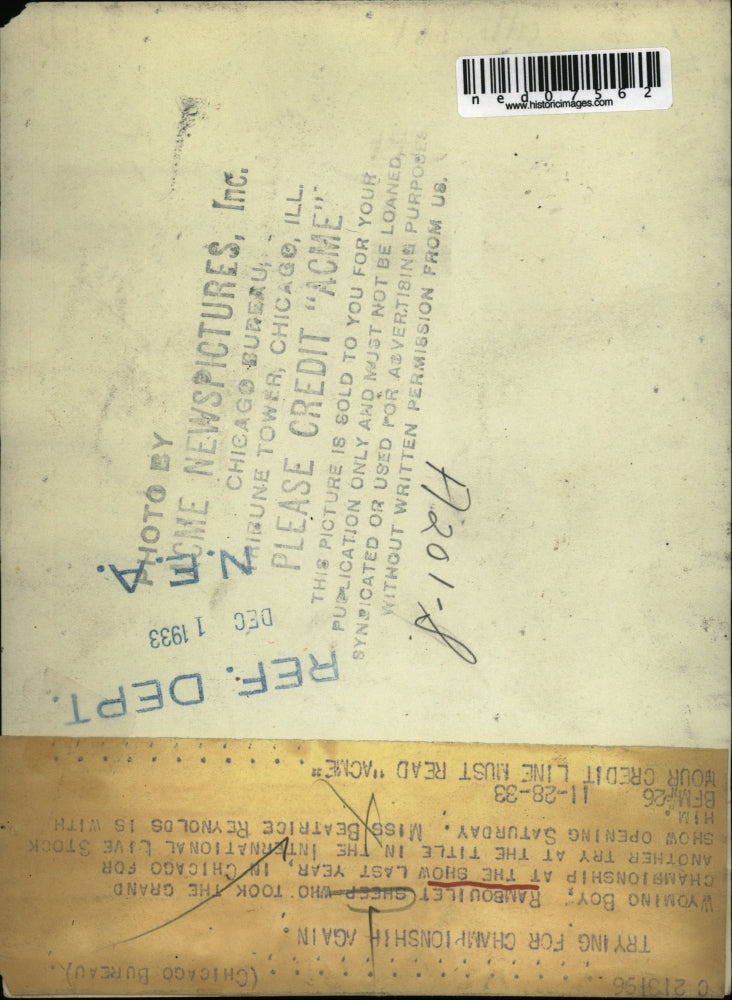 ned07562
www.historicimages.com
PHOTO BY
ACME NEWSPICTURES, Inc.
CHICAGO BUREAU,
TRIBUNE TOWER, CHICAGO, ILL.
PLEASE CREDIT "ACME"
THIS PICTURE IS SOLD TO YOU FOR YOUR
PUBLICATION ONLY AND MUST NOT BE LOANED,
SYNDICATED OR USED FOR ADVERTISING PURPOSES
WITHOUT WRITTEN PERMISSION FROM US.
REF. DEPT.
DEC 1 1933
N.E.A.
C 213196 (CHICAGO BUREAU).
TRYING FOR CHAMPIONSHIP AGAIN.
WYOMING BOY, RAMBOUILET SHEEP WHO TOOK THE GRAND
CHAMPIONSHIP AT THE SHOW LAST YEAR, IN CHICAGO FOR
ANOTHER TRY AT THE TITLE IN THE INTERNATIONAL LIVE STOCK
SHOW OPENING SATURDAY. MISS BEATRICE REYNOLDS IS WITH
HIM.
BFM#26 11-28-33
YOUR CREDIT LINE MUST READ "ACME"